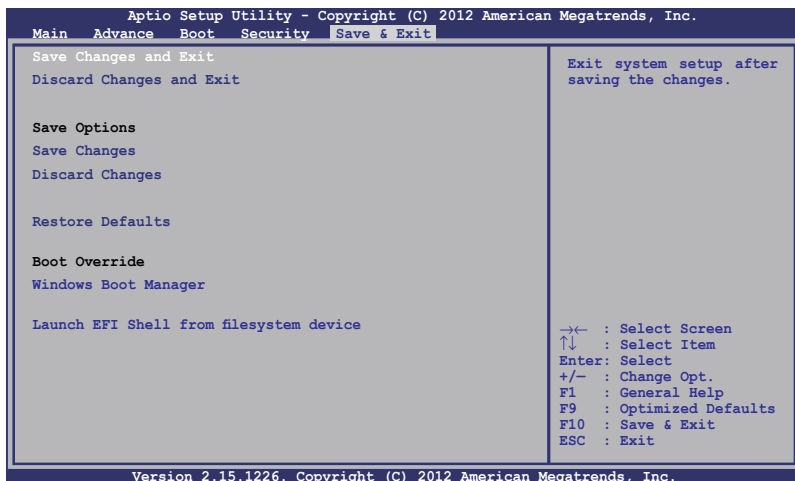 Aptio Setup Utility - Copyright (C) 2012 American Megatrends, Inc.
Main Advance Boot Security Save & Exit
Save Changes and Exit
Discard Changes and Exit
Save Options
Save Changes
Discard Changes
Restore Defaults
Boot Override
Windows Boot Manager
Launch EFI Shell from filesystem device
Exit system setup after
saving the changes.
→← : Select Screen
↑↓ : Select Item
Enter: Select
+/— : Change Opt.
F1 : General Help
F9 : Optimized Defaults
F10 : Save & Exit
ESC : Exit
Version 2.15.1226. Copyright (C) 2012 American Megatrends, Inc.